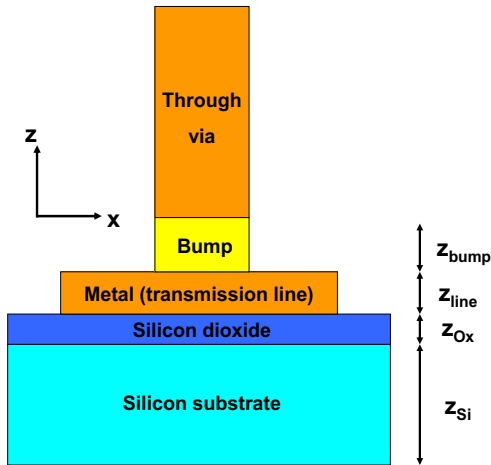 Through
via
z
x
Bump
z_bump
Metal (transmission line)
z_line
Silicon dioxide
z_Ox
Silicon substrate
z_Si